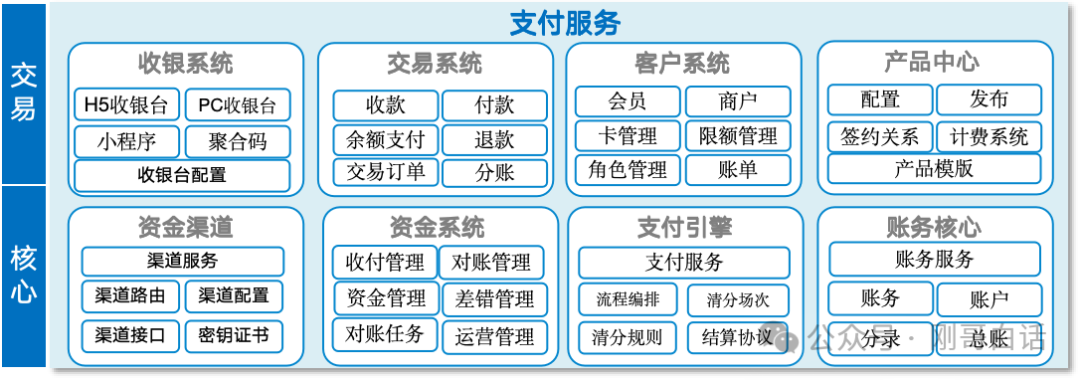 支付服务
交易
收银系统
H5收银台 PC收银台
小程序 聚合码
收银台配置
交易系统
收款 付款
余额支付 退款
交易订单 分账
客户系统
会员 商户
卡管理 限额管理
角色管理 账单
产品中心
配置 发布
签约关系 计费系统
产品模版
核心
资金渠道
渠道服务
渠道路由 渠道配置
渠道接口 密钥证书
资金系统
收付管理 对账管理
资金管理 差错管理
对账任务 运营管理
支付引擎
支付服务
流程编排 清分场次
清分规则 结算协议
账务核心
账务服务
账务 账户
分录 总账
公众号 · 刚哥白话